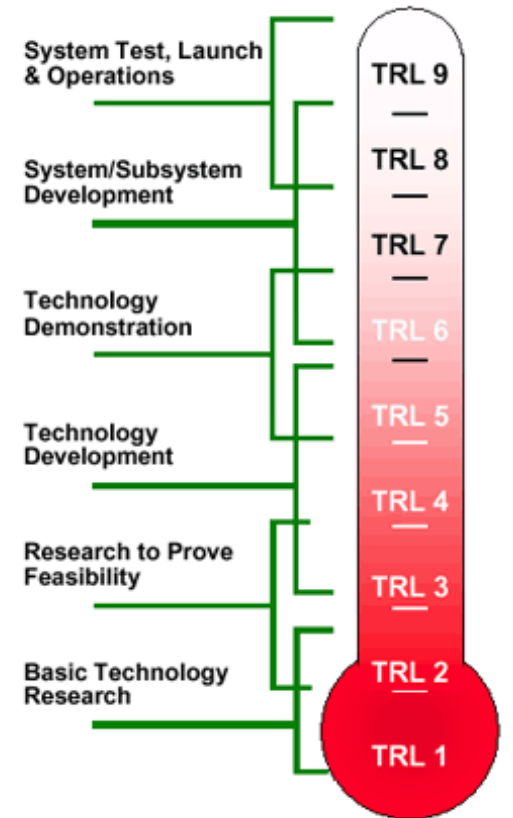 System Test, Launch
& Operations
System/Subsystem
Development
Technology
Demonstration
Technology
Development
Research to Prove
Feasibility
Basic Technology
Research
TRL 9
TRL 8
TRL 7
TRL 6
TRL 5
TRL 4
TRL 3
TRL 2
TRL 1